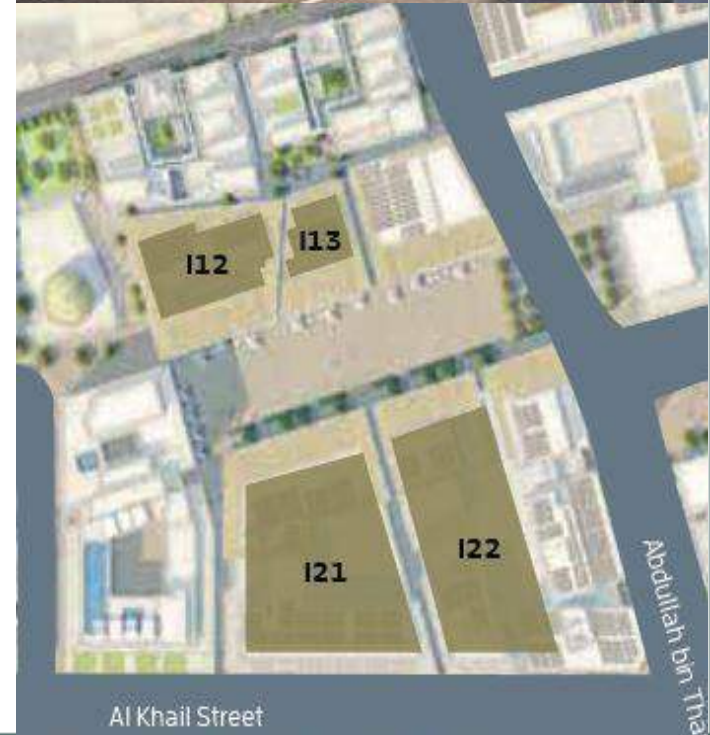 I12
I13
I21
I22
Abdullah bin Tha
Al Khail Street